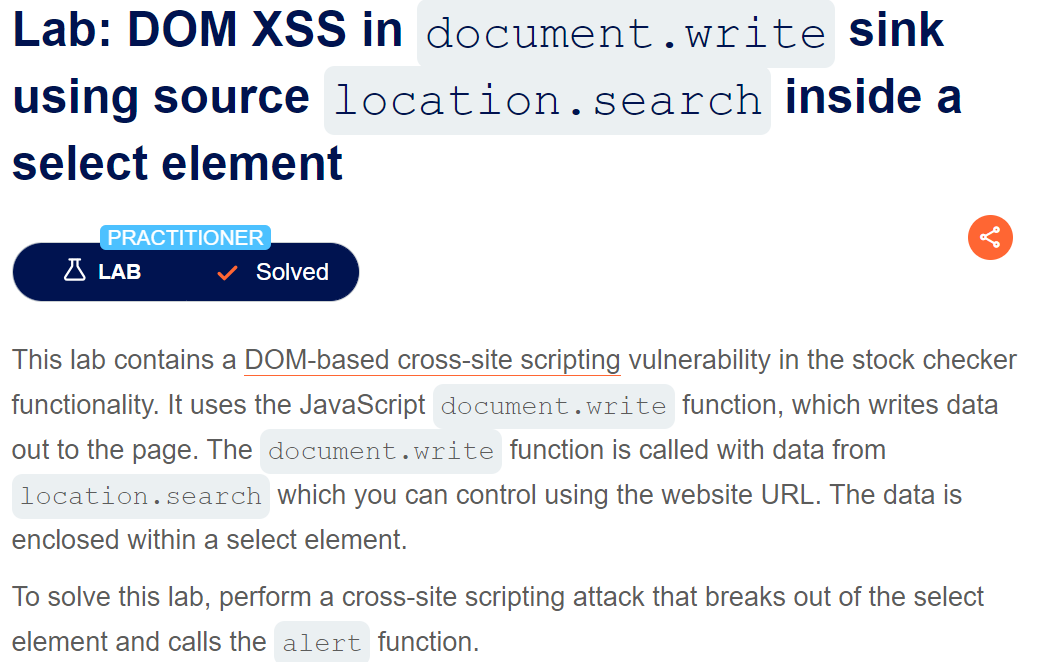 Lab: DOM XSS in document.write sink
using source location.search inside a
select element
PRACTITIONER
LAB Solved
This lab contains a DOM-based cross-site scripting vulnerability in the stock checker
functionality. It uses the JavaScript document.write function, which writes data
out to the page. The document.write function is called with data from
location.search which you can control using the website URL. The data is
enclosed within a select element.
To solve this lab, perform a cross-site scripting attack that breaks out of the select
element and calls the alert function.